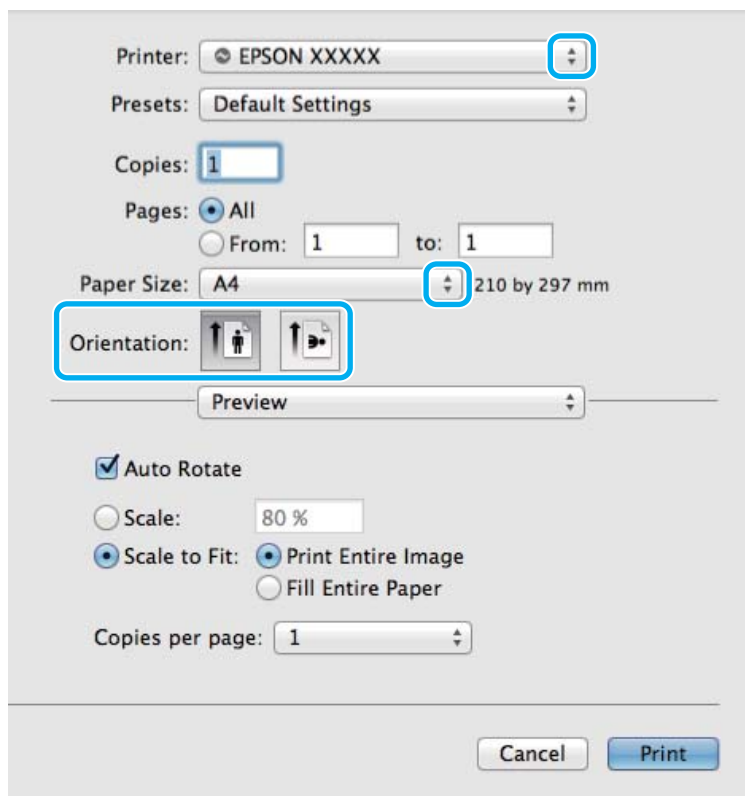 Printer: EPSON XXXXX
Presets: Default Settings
Copies: 1
Pages: All
From: 1 to: 1
Paper Size: A4 210 by 297 mm
Orientation:
Preview
Auto Rotate
Scale: 80 %
Scale to Fit: Print Entire Image
Fill Entire Paper
Copies per page: 1
Cancel Print